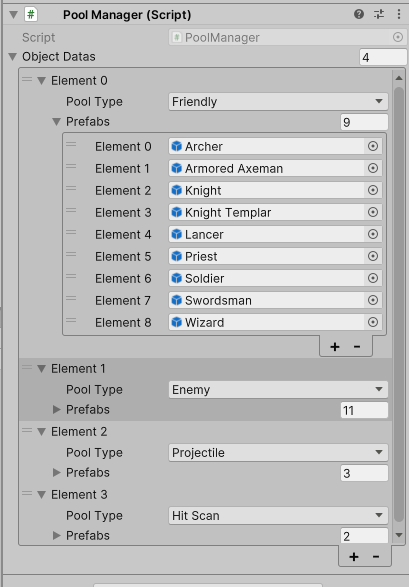 Pool Manager (Script)
Script PoolManager
Object Datas 4
Element 0
Pool Type Friendly
Prefabs 9
Element 0 Archer
Element 1 Armored Axeman
Element 2 Knight
Element 3 Knight Templar
Element 4 Lancer
Element 5 Priest
Element 6 Soldier
Element 7 Swordsman
Element 8 Wizard
+ -
Element 1
Pool Type Enemy
Prefabs 11
Element 2
Pool Type Projectile
Prefabs 3
Element 3
Pool Type Hit Scan
Prefabs 2
+ -